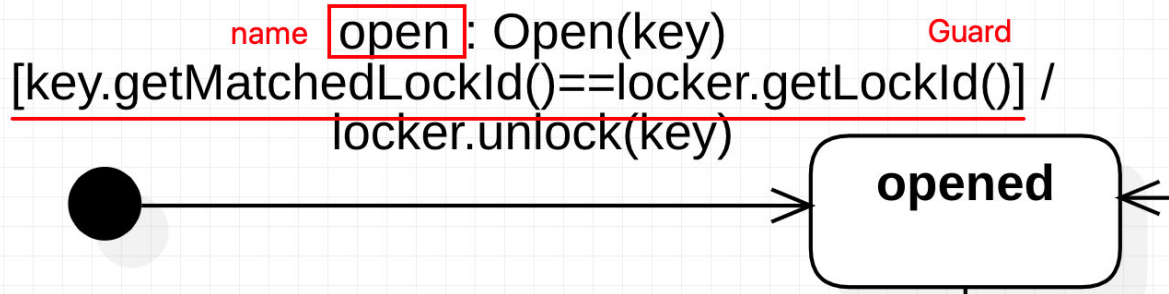 name open : Open(key) Guard
[key.getMatchedLockId()==locker.getLockId()] /
locker.unlock(key)
opened